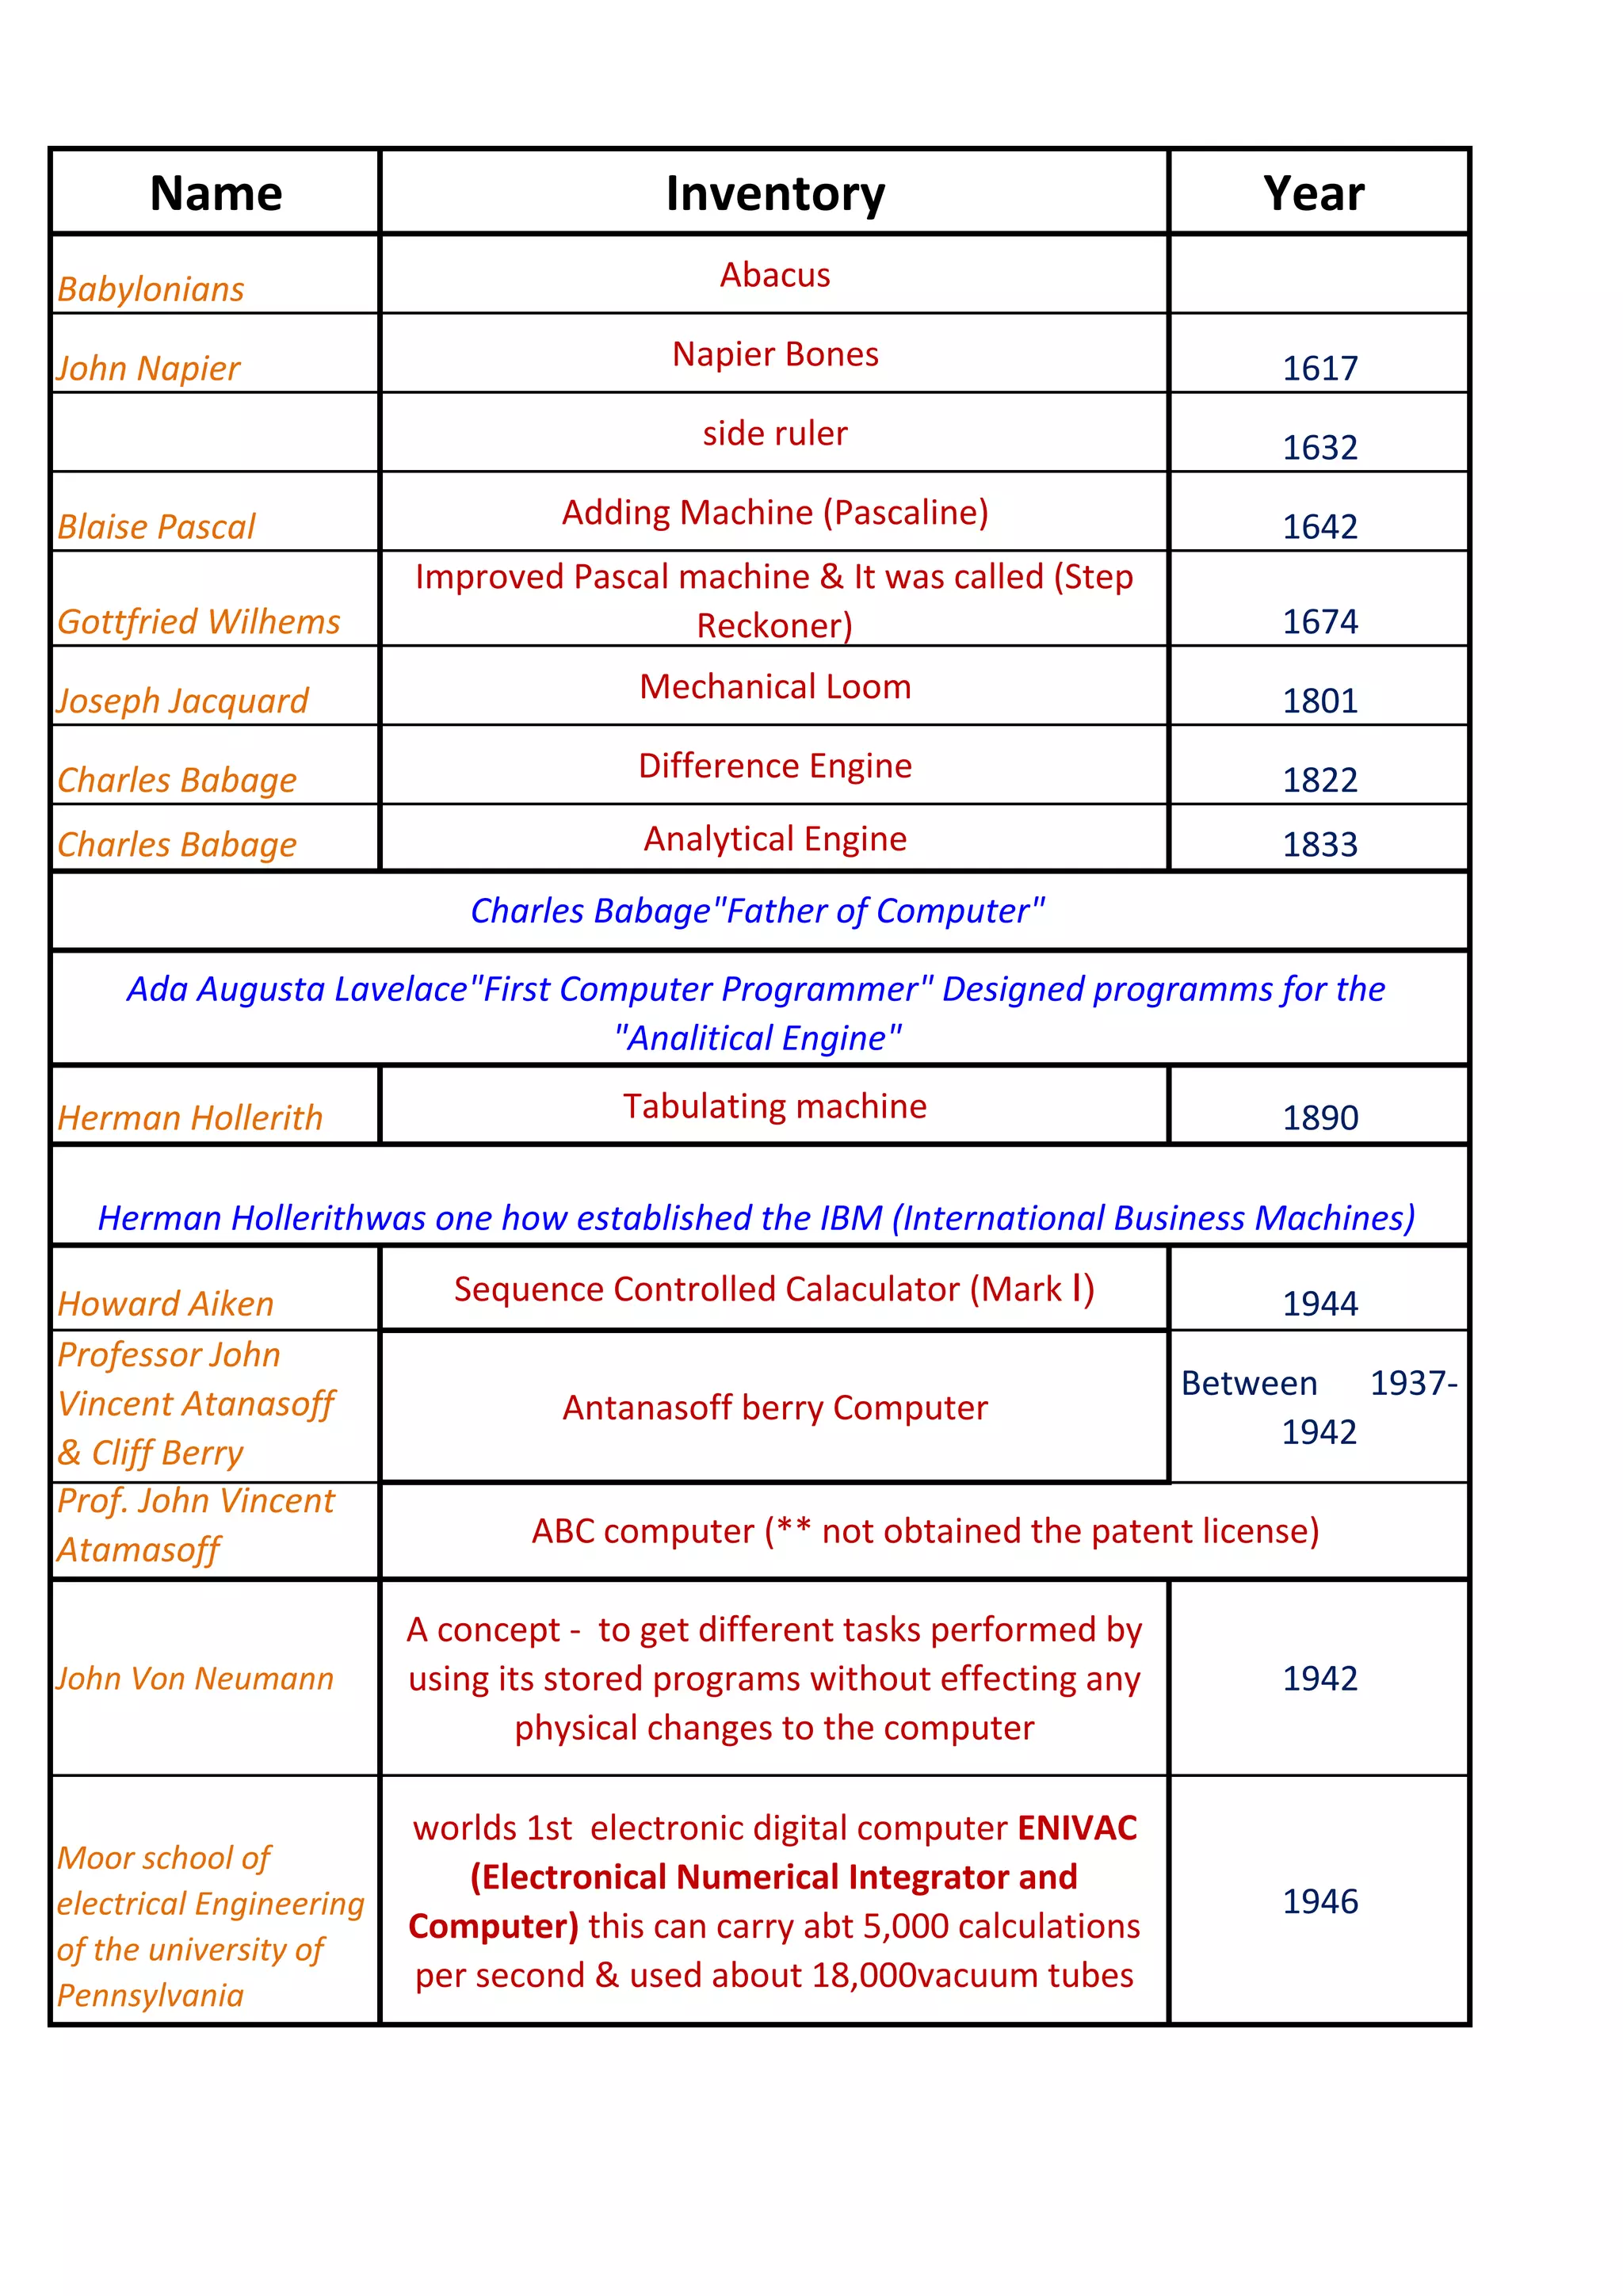 Name Inventory Year
Babylonians Abacus
John Napier Napier Bones 1617
side ruler 1632
Blaise Pascal Adding Machine (Pascaline) 1642
Gottfried Wilhems Improved Pascal machine & It was called (Step
Reckoner) 1674
Joseph Jacquard Mechanical Loom 1801
Charles Babage Difference Engine 1822
Charles Babage Analytical Engine 1833
Charles Babage"Father of Computer"
Ada Augusta Lavelace"First Computer Programmer" Designed programms for the
"Analitical Engine"
Herman Hollerith Tabulating machine 1890
Herman Hollerithwas one how established the IBM (International Business Machines)
Howard Aiken Sequence Controlled Calaculator (Mark I) 1944
Professor John
Vincent Atanasoff
& Cliff Berry
Antanasoff berry Computer
Between 1937-
1942
Prof. John Vincent
Atamasoff
ABC computer (** not obtained the patent license)
John Von Neumann
A concept - to get different tasks performed by
using its stored programs without effecting any
physical changes to the computer
1942
Moor school of
electrical Engineering
of the university of
Pennsylvania
worlds 1st electronic digital computer ENIVAC
(Electronical Numerical Integrator and
Computer) this can carry abt 5,000 calculations
per second & used about 18,000vacuum tubes
1946